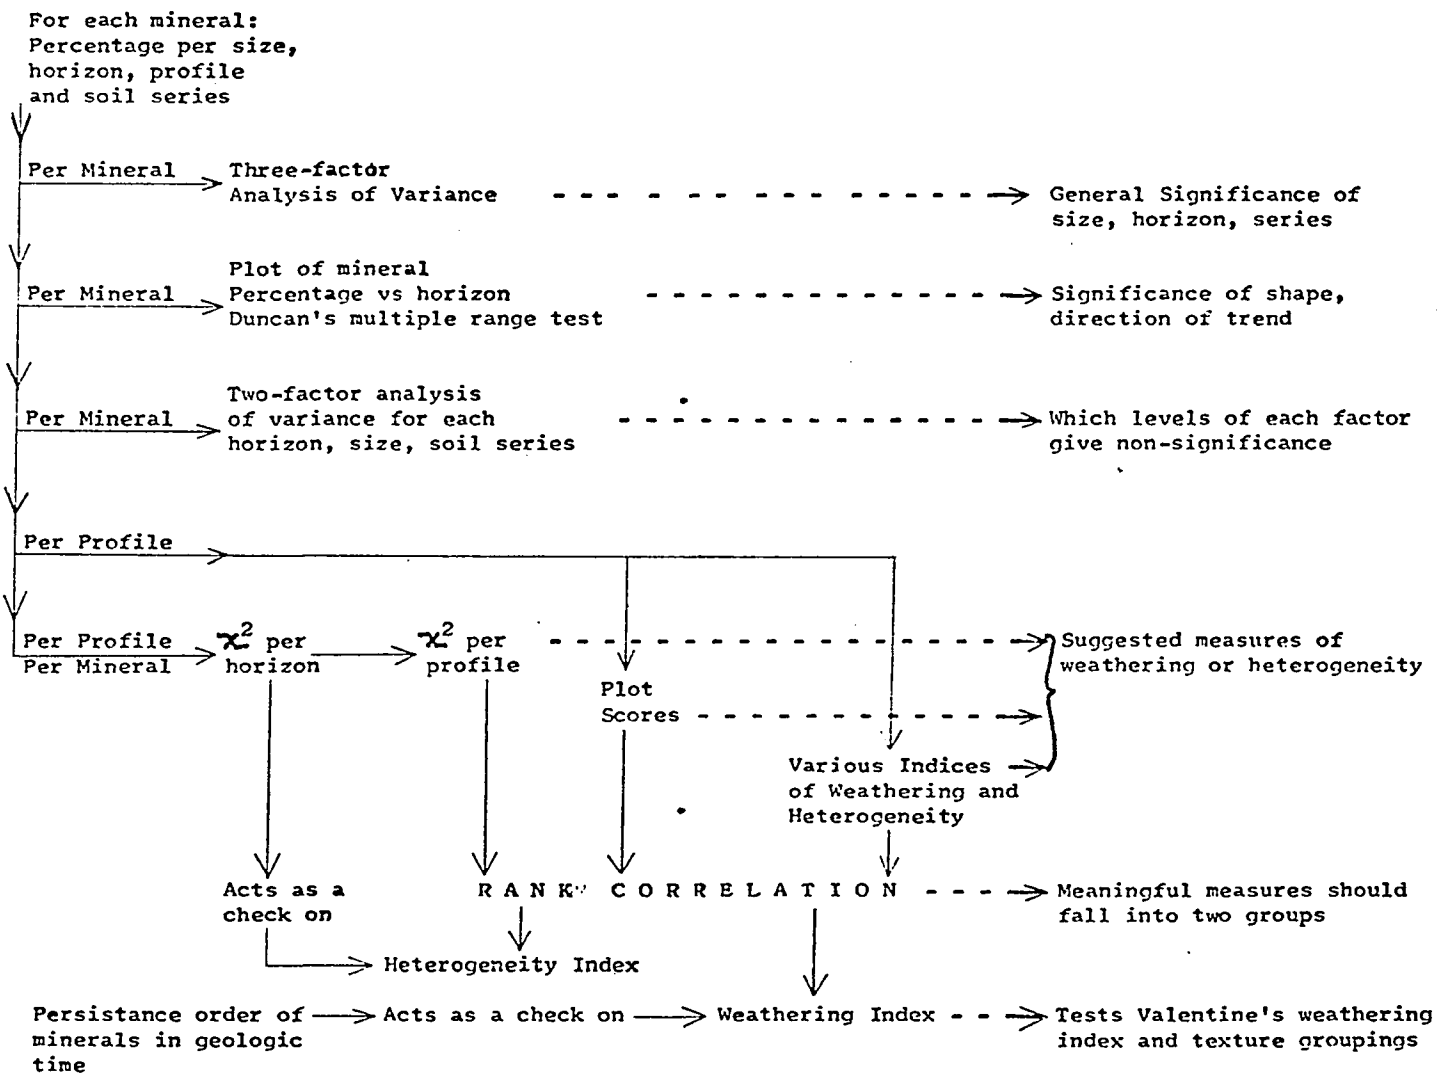 For each mineral:
Percentage per size,
horizon, profile
and soil series
Per Mineral
Three-factor
Analysis of Variance
General Significance of
size, horizon, series
Per Mineral
Plot of mineral
Percentage vs horizon
Duncan's multiple range test
Significance of shape,
direction of trend
Per Mineral
Two-factor analysis
of variance for each
horizon, size, soil series
Which levels of each factor
give non-significance
Per Profile
Per Profile
Per Mineral
χ² per
horizon
χ² per
profile
Suggested measures of
weathering or heterogeneity
Plot
Scores
Various Indices
of Weathering and
Heterogeneity
Acts as a
check on
RANK CORRELATION
Meaningful measures should
fall into two groups
Heterogeneity Index
Persistance order of
minerals in geologic
time
Acts as a check on
Weathering Index
Tests Valentine's weathering
index and texture groupings